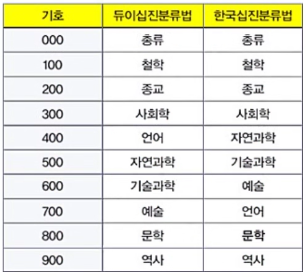 기호 듀이십진분류법 한국십진분류법
000 총류 총류
100 철학 철학
200 종교 종교
300 사회학 사회학
400 언어 자연과학
500 자연과학 기술과학
600 기술과학 예술
700 예술 언어
800 문학 문학
900 역사 역사